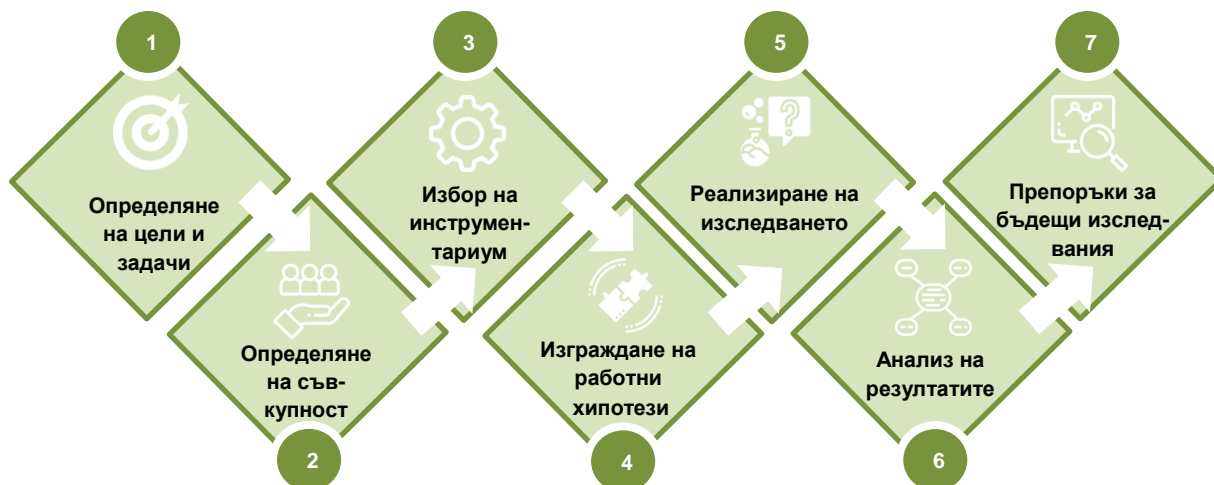 1
Определяне
на цели и
задачи
2
Определяне
на съв-
купност
3
Избор на
инструмен-
тариум
4
Изграждане на
работни
хипотези
5
Реализиране на
изследването
6
Анализ на
резултатите
7
Препоръки за
бъдещи изслед-
вания